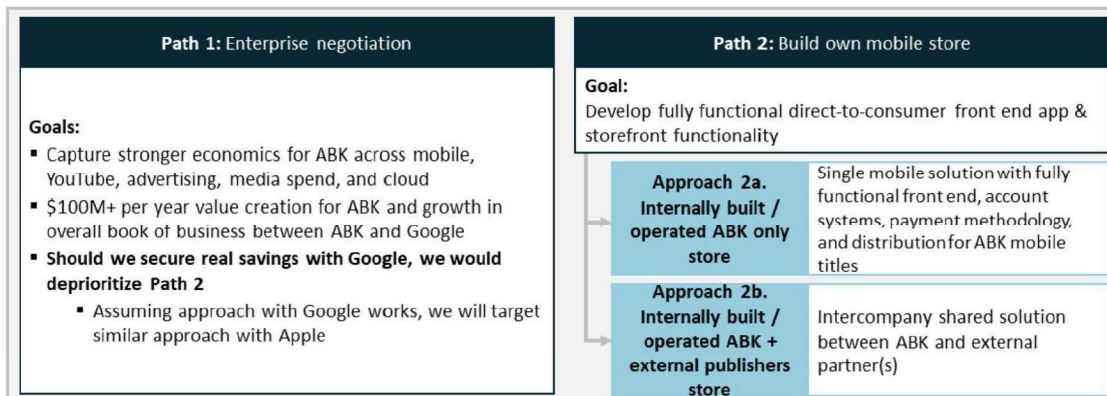 Path 1: Enterprise negotiation
Goals:
▪ Capture stronger economics for ABK across mobile,
YouTube, advertising, media spend, and cloud
▪ $100M+ per year value creation for ABK and growth in
overall book of business between ABK and Google
▪ Should we secure real savings with Google, we would
deprioritize Path 2
▪ Assuming approach with Google works, we will target
similar approach with Apple
Path 2: Build own mobile store
Goal:
Develop fully functional direct-to-consumer front end app &
storefront functionality
Approach 2a.
Internally built /
operated ABK only
store
Single mobile solution with fully
functional front end, account
systems, payment methodology,
and distribution for ABK mobile
titles
Approach 2b.
Internally built /
operated ABK +
external publishers
store
Intercompany shared solution
between ABK and external
partner(s)